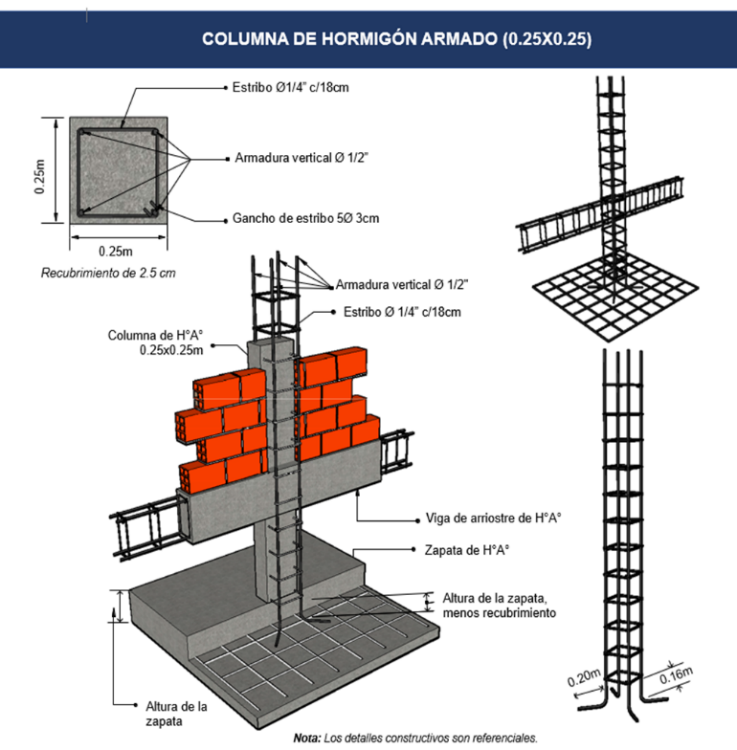 COLUMNA DE HORMIGÓN ARMADO (0.25X0.25)
Estribo Ø1/4" c/18cm
Armadura vertical Ø 1/2"
Gancho de estribo 5Ø 3cm
0.25m
0.25m
Recubrimiento de 2.5 cm
Armadura vertical Ø 1/2"
Estribo Ø 1/4" c/18cm
Columna de H°A°
0.25x0.25m
Viga de arriostre de H°A°
Zapata de H°A°
Altura de la zapata,
menos recubrimiento
Altura de la
zapata
0.20m
0.16m
Nota: Los detalles constructivos son referenciales.